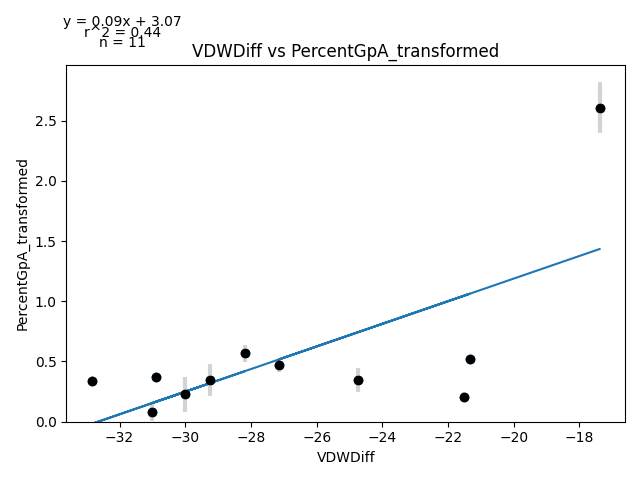 y = 0.09x + 3.07
r^2 = 0.44
n = 11
VDWDiff vs PercentGpA_transformed
PercentGpA_transformed
2.5
2.0
1.5
1.0
0.5
0.0
−32 −30 −28 −26 −24 −22 −20 −18
VDWDiff